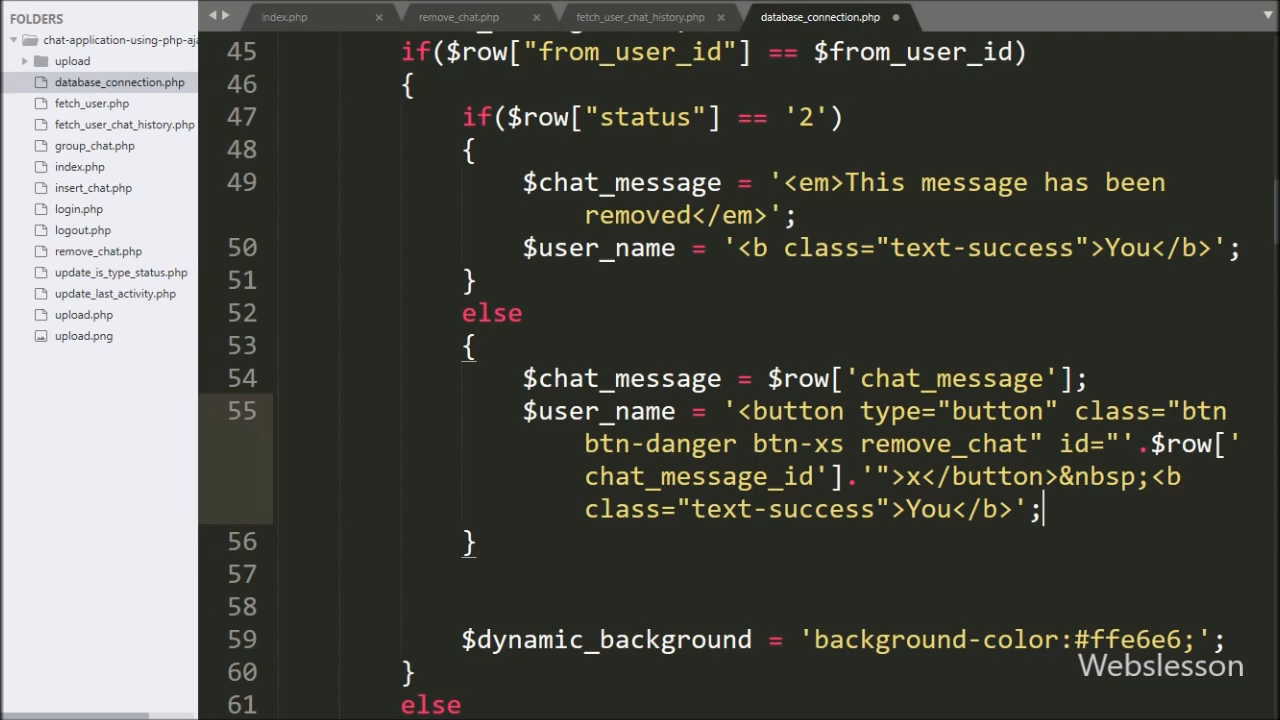 FOLDERS
chat-application-using-php-aja
upload
database_connection.php
fetch_user.php
fetch_user_chat_history.php
group_chat.php
index.php
insert_chat.php
login.php
logout.php
remove_chat.php
update_is_type_status.php
update_last_activity.php
upload.php
upload.png
index.php × remove_chat.php × fetch_user_chat_history.php × database_connection.php
45 if($row["from_user_id"] == $from_user_id)
46 {
47 if($row["status"] == '2')
48 {
49 $chat_message = '<em>This message has been
removed</em>';
50 $user_name = '<b class="text-success">You</b>';
51 }
52 else
53 {
54 $chat_message = $row['chat_message'];
55 $user_name = '<button type="button" class="btn
btn-danger btn-xs remove_chat" id="'.$row['
chat_message_id'].'">x</button>&nbsp;<b
class="text-success">You</b>';
56 }
57
58
59 $dynamic_background = 'background-color:#ffe6e6;';
60 }
61 else
Webslesson